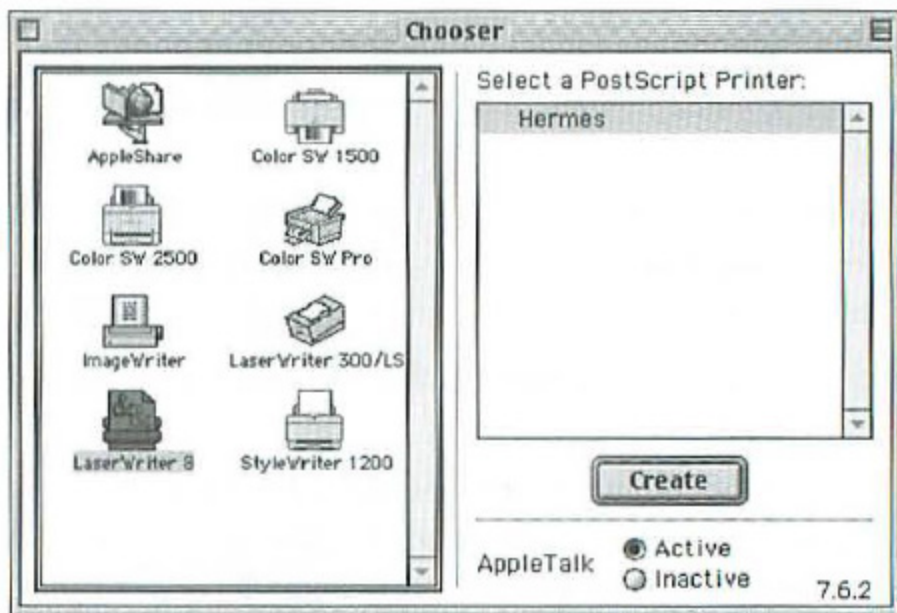 Chooser
AppleShare
Color SW 1500
Color SW 2500
Color SW Pro
ImageWriter
LaserWriter 300/LS
LaserWriter 8
StyleWriter 1200
Select a PostScript Printer:
Hermes
Create
AppleTalk
Active
Inactive
7.6.2